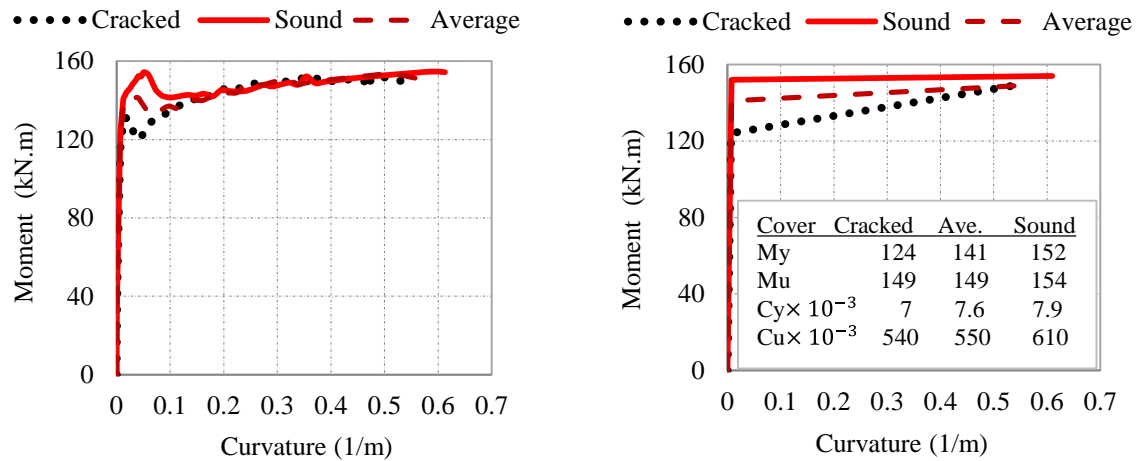 Cracked Sound Average
160
120
80
40
0
0 0.1 0.2 0.3 0.4 0.5 0.6 0.7
Moment (kN.m)
Curvature (1/m)
Cracked Sound Average
160
120
80
40
0
0 0.1 0.2 0.3 0.4 0.5 0.6 0.7
Moment (kN.m)
Curvature (1/m)
Cover Cracked Ave. Sound
My 124 141 152
Mu 149 149 154
Cy× 10⁻³ 7 7.6 7.9
Cu× 10⁻³ 540 550 610